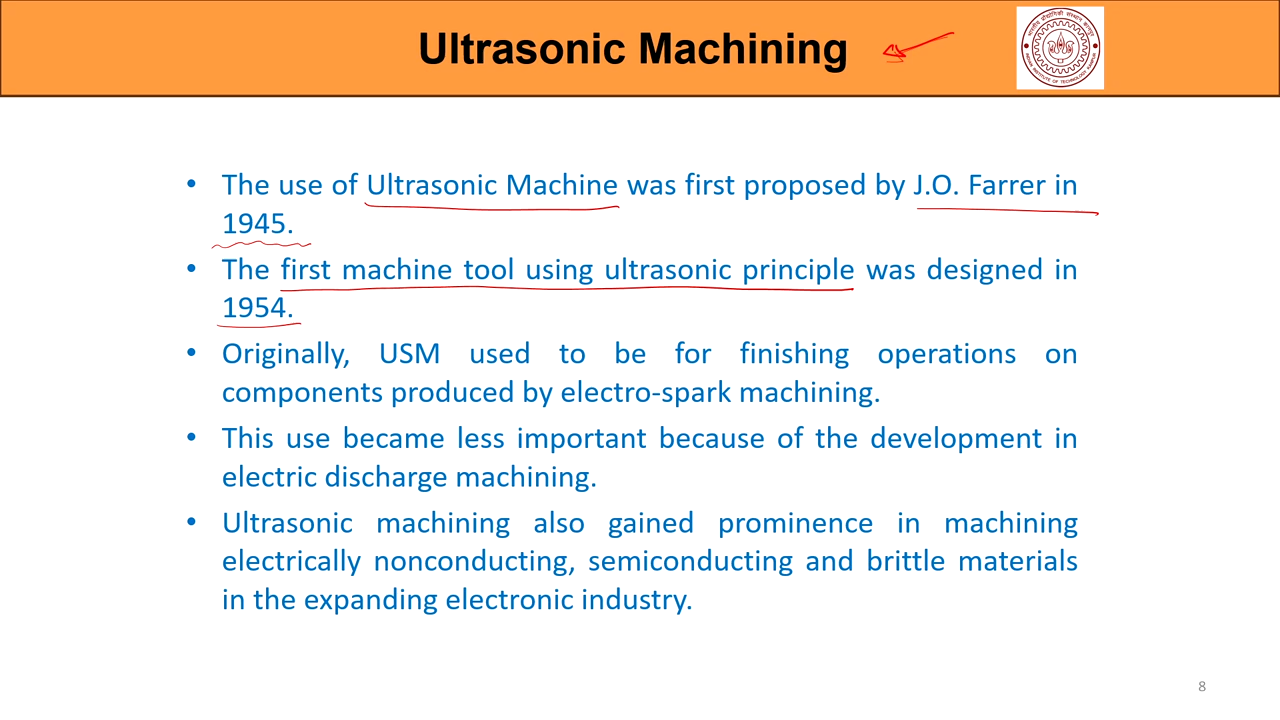 Ultrasonic Machining
• The use of Ultrasonic Machine was first proposed by J.O. Farrer in
1945.
• The first machine tool using ultrasonic principle was designed in
1954.
• Originally, USM used to be for finishing operations on
components produced by electro-spark machining.
• This use became less important because of the development in
electric discharge machining.
• Ultrasonic machining also gained prominence in machining
electrically nonconducting, semiconducting and brittle materials
in the expanding electronic industry.
8